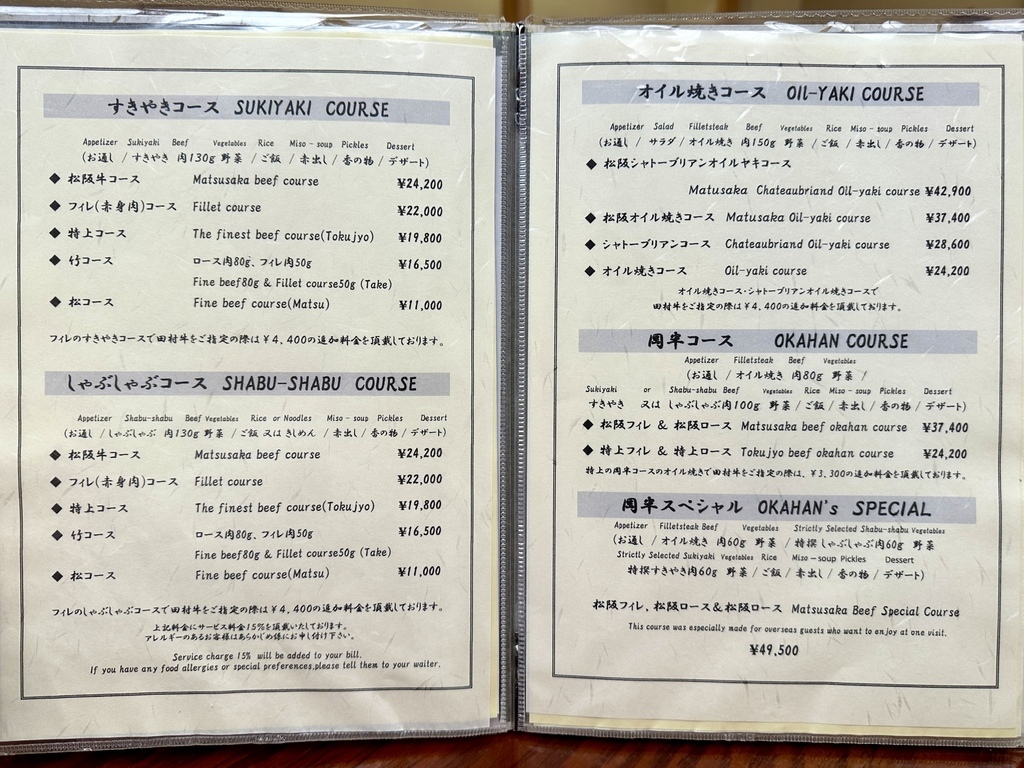 すきやきコース SUKIYAKI COURSE
Appetizer Sukiyaki Beef Vegetables Rice Miso-soup Pickles Dessert
(お通し / すきやき 肉130g 野菜 / ご飯 / 赤出し / 香の物 / デザート)
◆ 松阪牛コース Matsusaka beef course ¥24,200
◆ フィレ(赤身肉)コース Fillet course ¥22,000
◆ 特上コース The finest beef course(Tokujyo) ¥19,800
◆ 竹コース ロース肉80g、フィレ肉50g ¥16,500
Fine beef80g & Fillet course50g (Take)
◆ 松コース Fine beef course(Matsu) ¥11,000
フィレのすきやきコースで田村牛をご指定の際は¥4,400の追加料金を頂戴しております。
しゃぶしゃぶコース SHABU-SHABU COURSE
Appetizer Shabu-shabu Beef Vegetables Rice or Noodles Miso-soup Pickles Dessert
(お通し / しゃぶしゃぶ 肉130g 野菜 / ご飯 又は きしめん / 赤出し / 香の物 / デザート)
◆ 松阪牛コース Matsusaka beef course ¥24,200
◆ フィレ(赤身肉)コース Fillet course ¥22,000
◆ 特上コース The finest beef course(Tokujyo) ¥19,800
◆ 竹コース ロース肉80g、フィレ肉50g ¥16,500
Fine beef80g & Fillet course50g (Take)
◆ 松コース Fine beef course(Matsu) ¥11,000
フィレのしゃぶしゃぶコースで田村牛をご指定の際は¥4,400の追加料金を頂戴しております。
上記料金にサービス料金15%を頂戴いたしております。
アレルギーのあるお客様はあらかじめ係にお申し付け下さい。
Service charge 15% will be added to your bill.
If you have any food allergies or special preferences,please tell them to your waiter.
オイル焼きコース OIl-YAKI COURSE
Appetizer Salad Filletsteak Beef Vegetables Rice Miso-soup Pickles Dessert
(お通し / サラダ / オイル焼き 肉150g 野菜 / ご飯 / 赤出し / 香の物 / デザート)
◆ 松阪シャトーブリアンオイルヤキコース
Matusaka Chateaubriand Oil-yaki course ¥42,900
◆ 松阪オイル焼きコース Matusaka Oil-yaki course ¥37,400
◆ シャトーブリアンコース Chateaubriand Oil-yaki course ¥28,600
◆ オイル焼きコース Oil-yaki course ¥24,200
オイル焼きコース・シャトーブリアンオイル焼きコースで
田村牛をご指定の際は¥4,400の追加料金を頂戴しております。
岡半コース OKAHAN COURSE
Appetizer Filletsteak Beef Vegetables
(お通し / オイル焼き 肉80g 野菜 /
Sukiyaki or Shabu-shabu Beef Vegetables Rice Miso-soup Pickles Dessert
すきやき 又は しゃぶしゃぶ肉100g 野菜 / ご飯 / 赤出し / 香の物 / デザート)
◆ 松阪フィレ & 松阪ロース Matsusaka beef okahan course ¥37,400
◆ 特上フィレ & 特上ロース Tokujyo beef okahan course ¥24,200
特上の岡半コースのオイル焼きで田村牛をご指定の際は、¥3,300の追加料金を頂戴しております。
岡半スペシャル OKAHAN's SPECIAL
Appetizer Filletsteak Beef Vegetables Strictly Selected Shabu-shabu Vegetables
(お通し / オイル焼き 肉60g 野菜 / 特撰しゃぶしゃぶ肉60g 野菜
Strictly Selected Sukiyaki Vegetables Rice Miso-soup Pickles Dessert
特撰すきやき肉60g 野菜 / ご飯 / 赤出し / 香の物 / デザート)
松阪フィレ,松阪ロース&松阪ロース Matsusaka Beef Special Course
This course was especially made for overseas guests who want to enjoy at one visit.
¥49,500